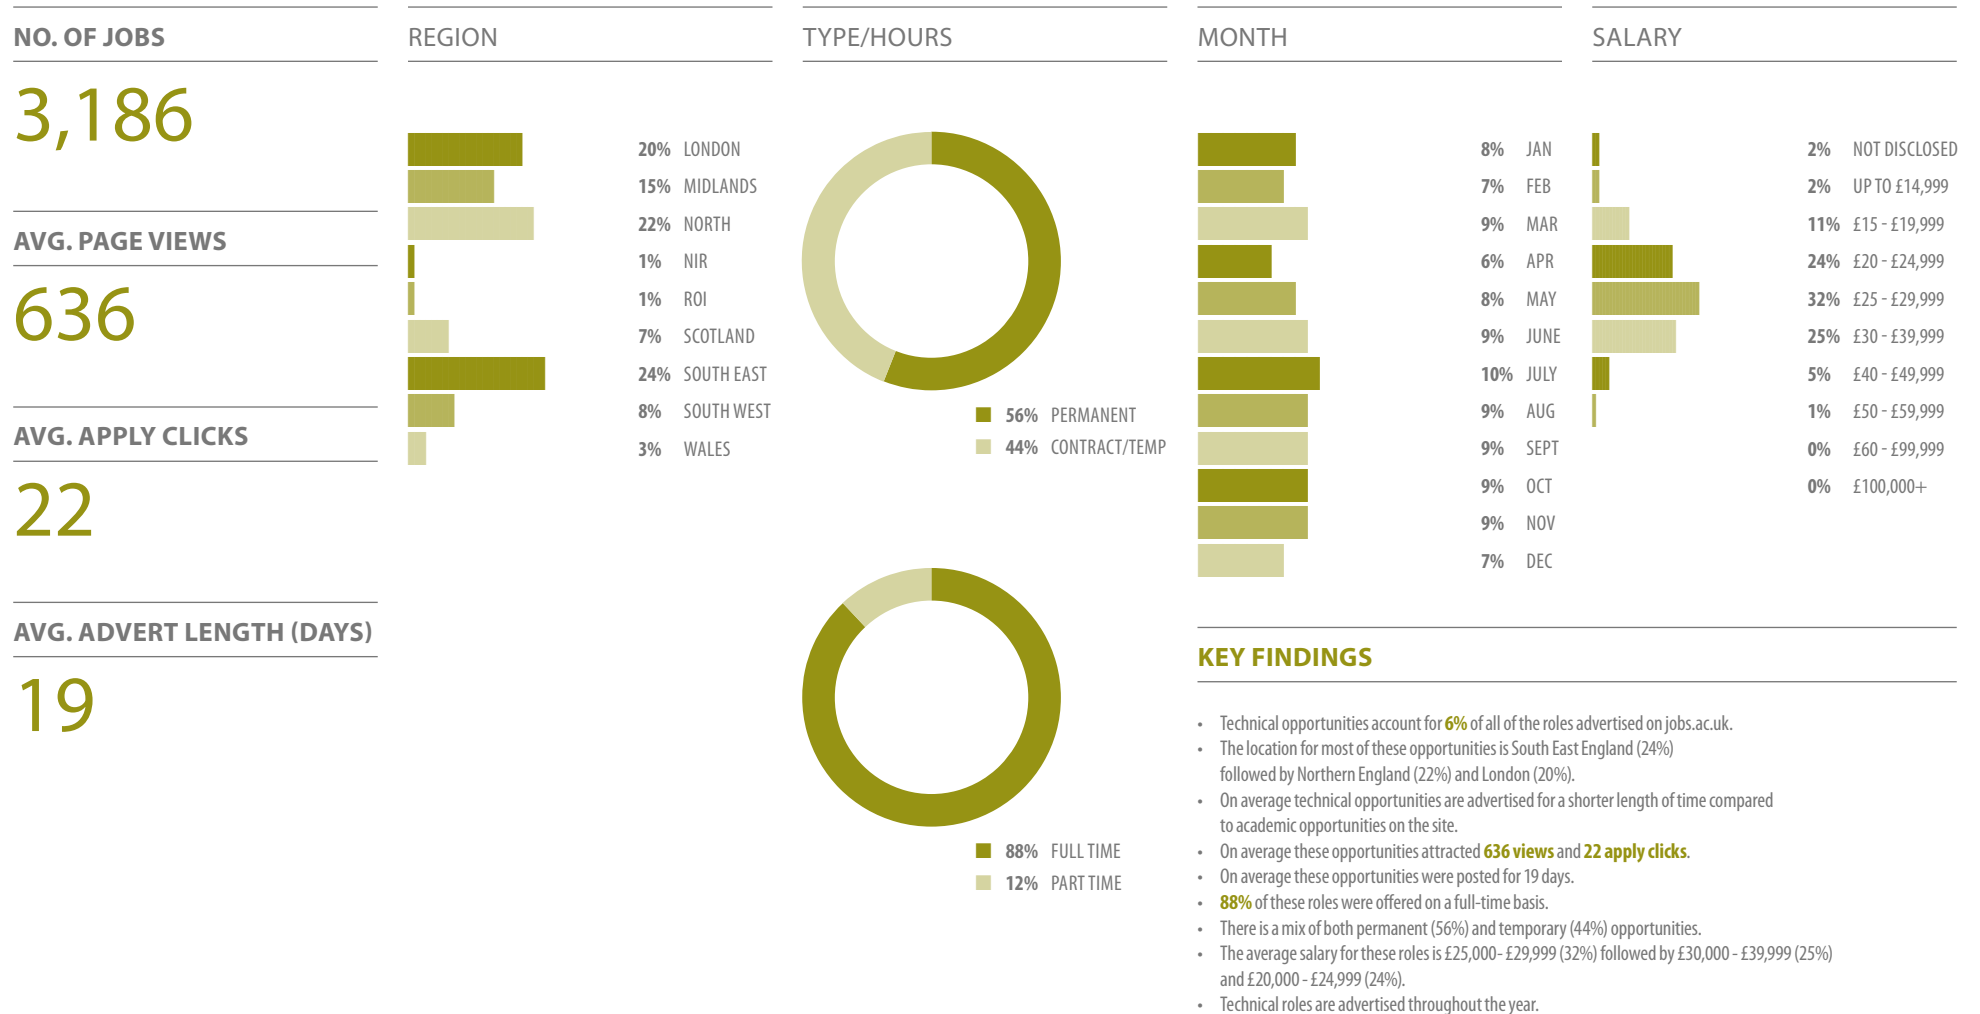 NO. OF JOBS
3,186
AVG. PAGE VIEWS
636
AVG. APPLY CLICKS
22
AVG. ADVERT LENGTH (DAYS)
19
REGION
20% LONDON
15% MIDLANDS
22% NORTH
1% NIR
1% ROI
7% SCOTLAND
24% SOUTH EAST
8% SOUTH WEST
3% WALES
TYPE/HOURS
56% PERMANENT
44% CONTRACT/TEMP
88% FULL TIME
12% PART TIME
MONTH
8% JAN
7% FEB
9% MAR
6% APR
8% MAY
9% JUNE
10% JULY
9% AUG
9% SEPT
9% OCT
9% NOV
7% DEC
SALARY
2% NOT DISCLOSED
2% UP TO £14,999
11% £15 - £19,999
24% £20 - £24,999
32% £25 - £29,999
25% £30 - £39,999
5% £40 - £49,999
1% £50 - £59,999
0% £60 - £99,999
0% £100,000+
KEY FINDINGS
• Technical opportunities account for 6% of all of the roles advertised on jobs.ac.uk.
• The location for most of these opportunities is South East England (24%)
followed by Northern England (22%) and London (20%).
• On average technical opportunities are advertised for a shorter length of time compared
to academic opportunities on the site.
• On average these opportunities attracted 636 views and 22 apply clicks.
• On average these opportunities were posted for 19 days.
• 88% of these roles were offered on a full-time basis.
• There is a mix of both permanent (56%) and temporary (44%) opportunities.
• The average salary for these roles is £25,000- £29,999 (32%) followed by £30,000 - £39,999 (25%)
and £20,000 - £24,999 (24%).
• Technical roles are advertised throughout the year.